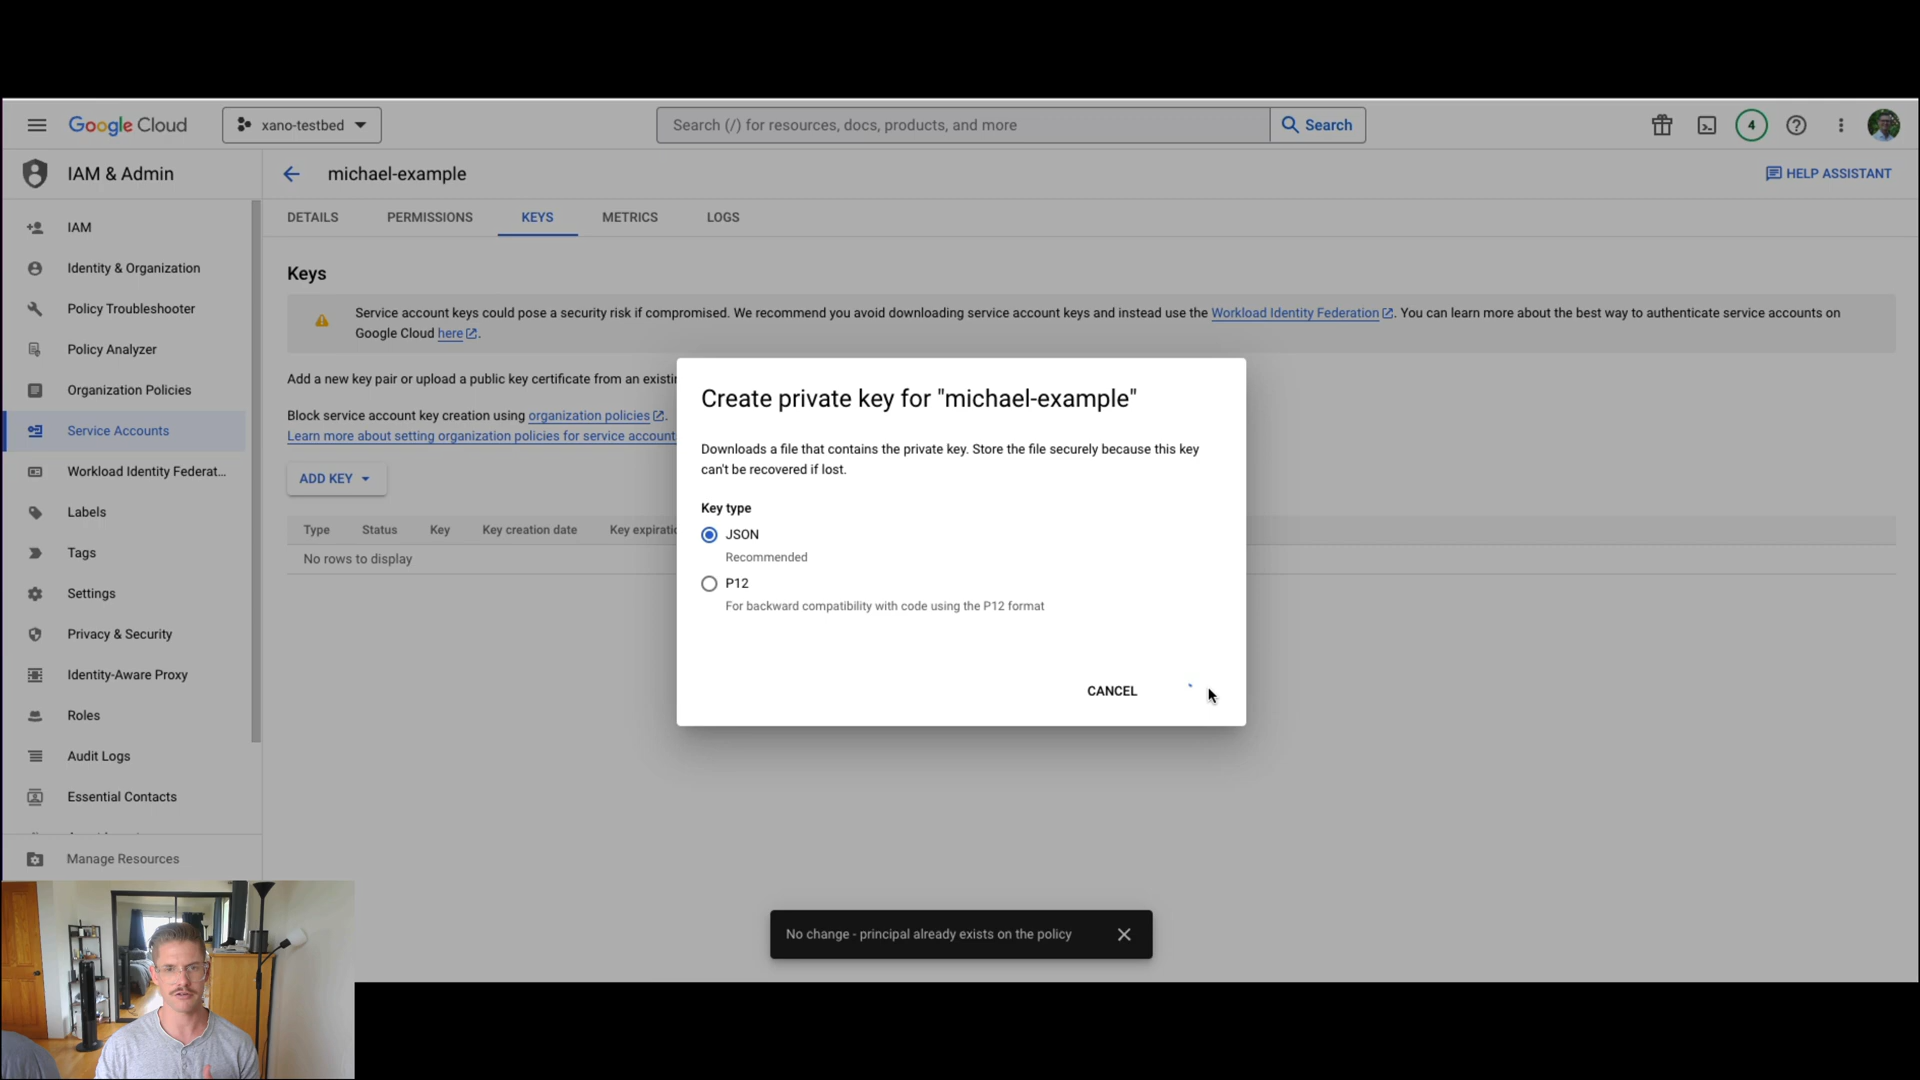 Google Cloud
xano-testbed
Search (/) for resources, docs, products, and more
Search
4
IAM & Admin
michael-example
HELP ASSISTANT
DETAILS
PERMISSIONS
KEYS
METRICS
LOGS
IAM
Identity & Organization
Policy Troubleshooter
Policy Analyzer
Organization Policies
Service Accounts
Workload Identity Federat...
Labels
Tags
Settings
Privacy & Security
Identity-Aware Proxy
Roles
Audit Logs
Essential Contacts
Manage Resources
Keys
Service account keys could pose a security risk if compromised. We recommend you avoid downloading service account keys and instead use the Workload Identity Federation. You can learn more about the best way to authenticate service accounts on
Google Cloud here.
Add a new key pair or upload a public key certificate from an existin
Block service account key creation using organization policies.
Learn more about setting organization policies for service account
ADD KEY
Type Status Key Key creation date Key expiratio
No rows to display
Create private key for "michael-example"
Downloads a file that contains the private key. Store the file securely because this key
can't be recovered if lost.
Key type
JSON
Recommended
P12
For backward compatibility with code using the P12 format
CANCEL
No change - principal already exists on the policy